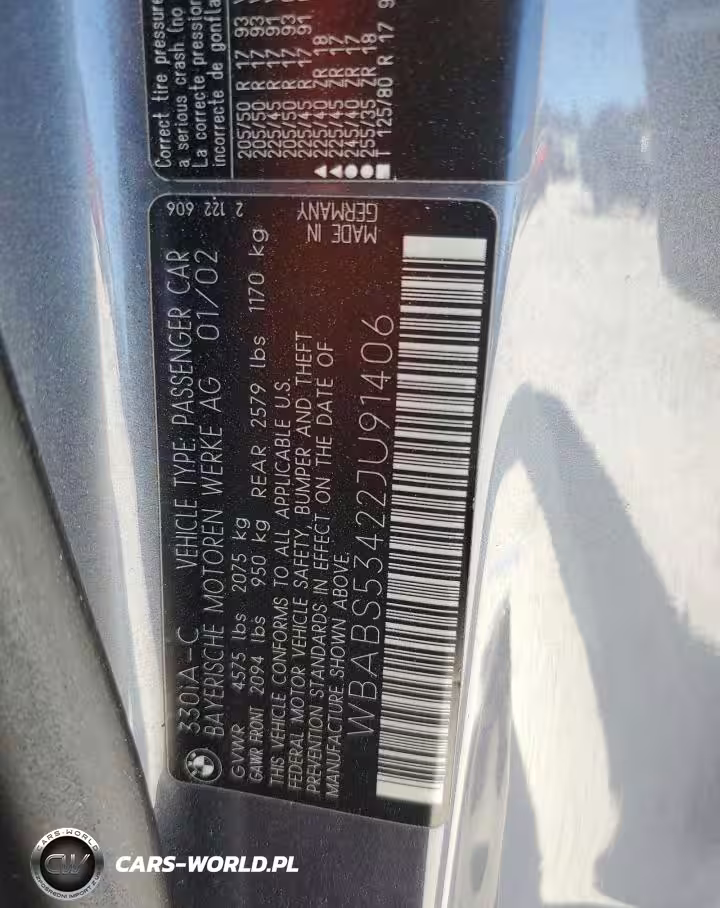 330IA-C VEHICLE TYPE: PASSENGER CAR
BAYERISCHE MOTOREN WERKE AG 01/02
GVWR 4575 lbs 2075 kg
GAWR FRONT 2094 lbs 950 kg REAR 2579 lbs 1170 kg
THIS VEHICLE CONFORMS TO ALL APPLICABLE U.S.
FEDERAL MOTOR VEHICLE SAFETY, BUMPER AND THEFT
PREVENTION STANDARDS IN EFFECT ON THE DATE OF
MANUFACTURE SHOWN ABOVE.
WBABS53422JU91406
2 122 606
MADE IN
GERMANY
Correct tire pressure
a serious crash (no
La correcte pression
incorrecte de gonfla
205/50 R 17 93
205/50 R 17 93
225/45 R 17 91
205/50 R 17 93
225/45 R 17 91
225/40 ZR 18
225/45 ZR 17
245/40 ZR 17
255/35 ZR 18
T 125/80 R 17
CARS-WORLD
CW
CARS-WORLD.PL